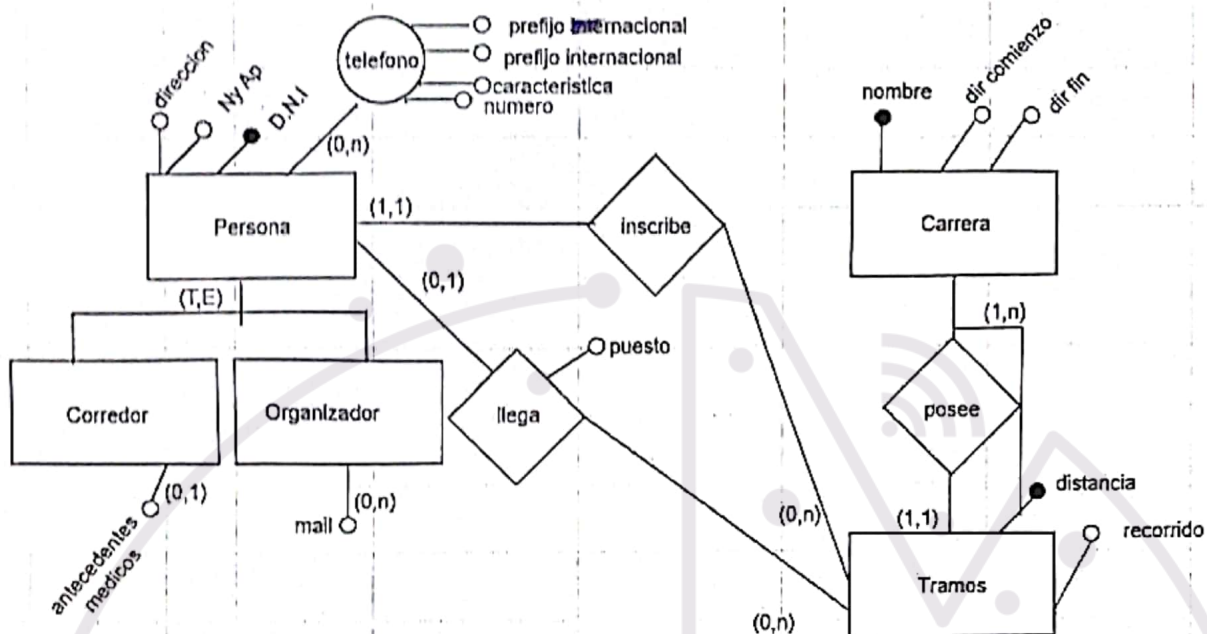 prefijo internacional
telefono
prefijo internacional
caracteristica
numero
direccion
Ny Ap
D.N.I
(0,n)
nombre
dir comienzo
dir fin
Persona
(1,1)
inscribe
Carrera
(0,1)
(T,E)
(1,n)
puesto
Corredor
Organizador
llega
posee
(0,1)
(0,n)
mail
antecedentes
medicos
(0,n)
(1,1)
distancia
recorrido
Tramos
(0,n)